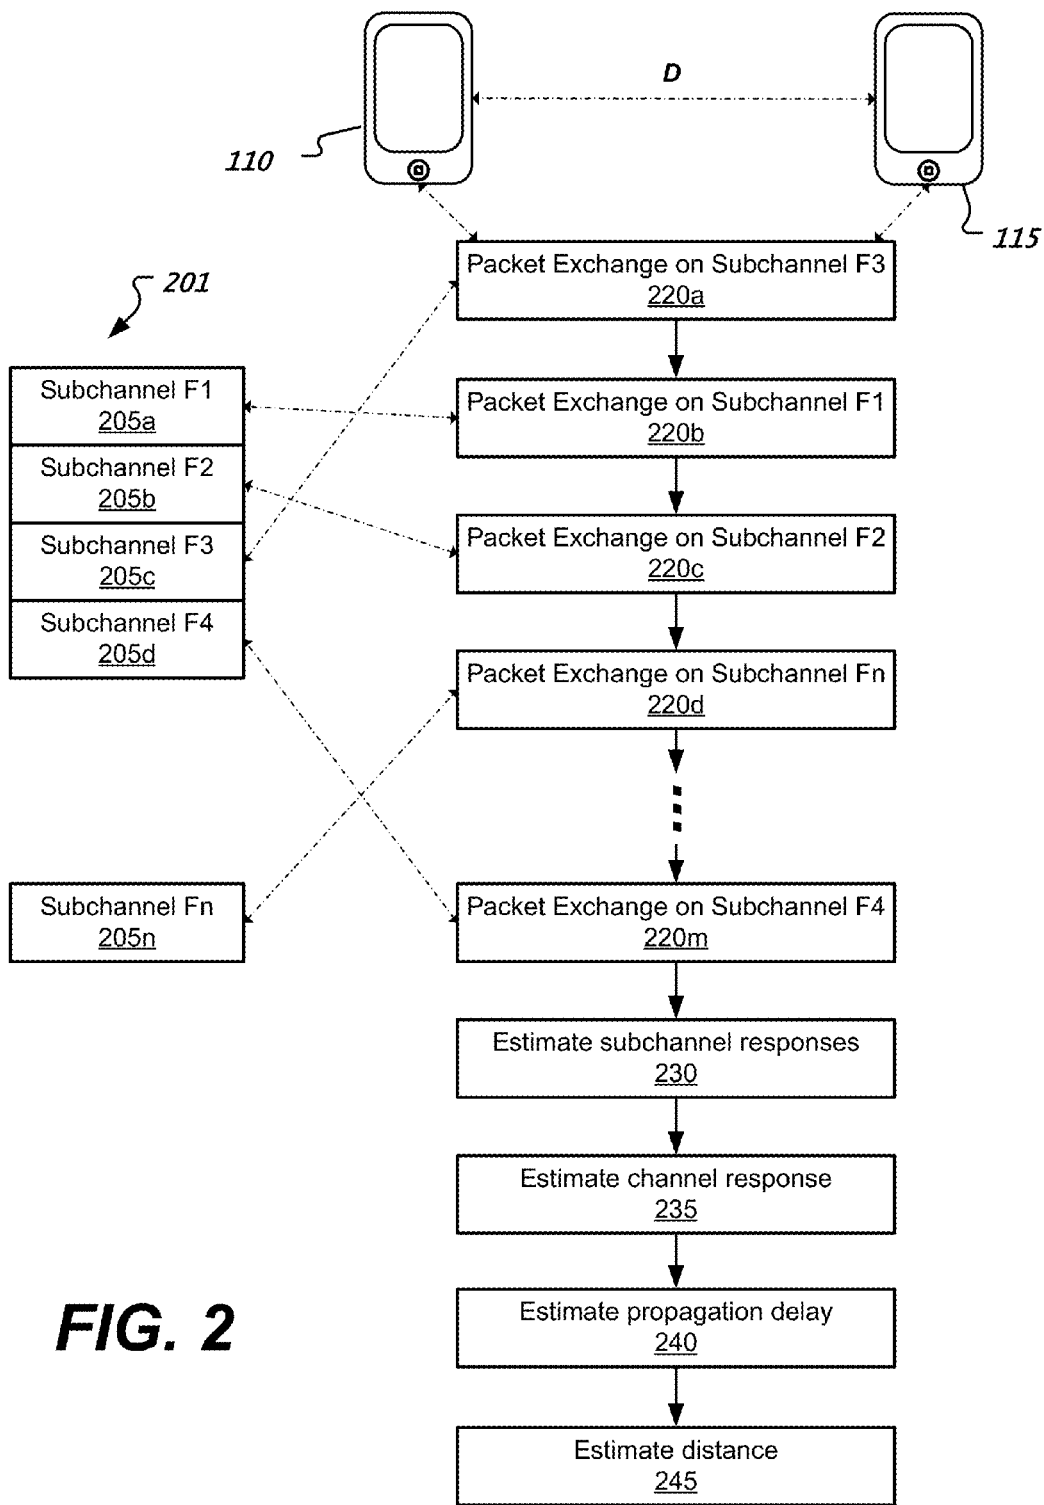 D
110
115
Packet Exchange on Subchannel F3
220a
201
Subchannel F1
205a
Subchannel F2
205b
Subchannel F3
205c
Subchannel F4
205d
Subchannel Fn
205n
Packet Exchange on Subchannel F1
220b
Packet Exchange on Subchannel F2
220c
Packet Exchange on Subchannel Fn
220d
Packet Exchange on Subchannel F4
220m
Estimate subchannel responses
230
Estimate channel response
235
Estimate propagation delay
240
Estimate distance
245
FIG. 2